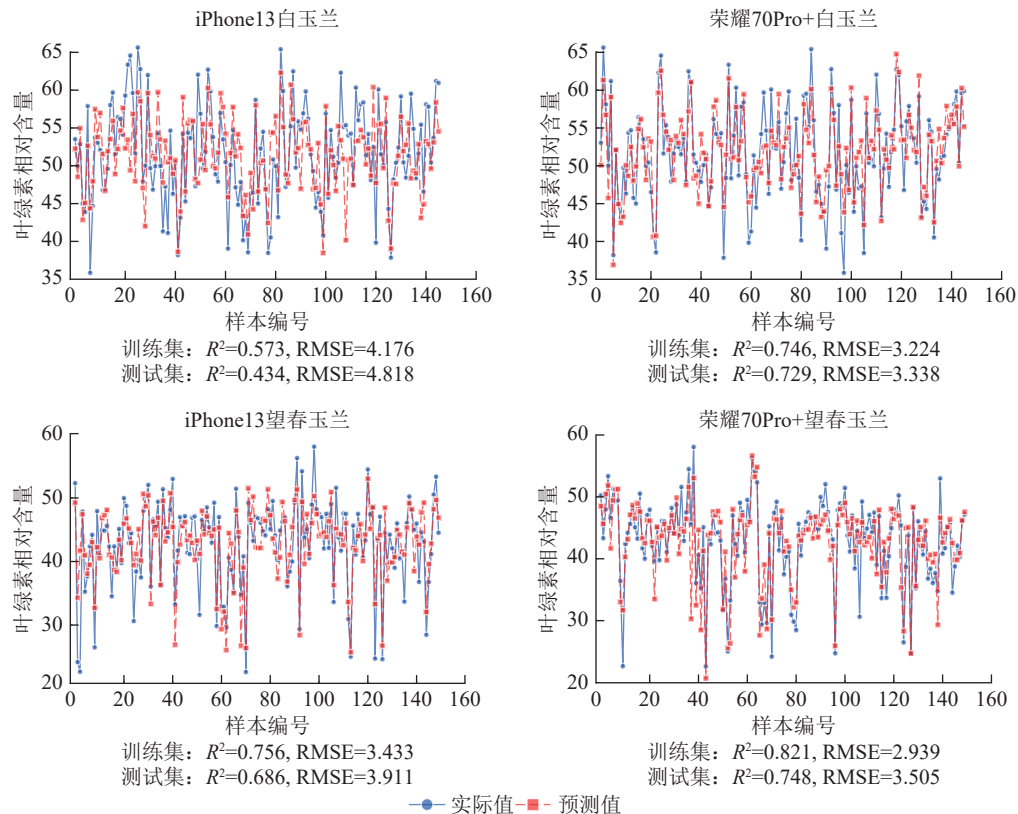 iPhone13白玉兰
65
60
55
50
45
40
35
叶绿素相对含量
0 20 40 60 80 100 120 140 160
样本编号
训练集：R²=0.573, RMSE=4.176
测试集：R²=0.434, RMSE=4.818
荣耀70Pro+白玉兰
65
60
55
50
45
40
35
叶绿素相对含量
0 20 40 60 80 100 120 140 160
样本编号
训练集：R²=0.746, RMSE=3.224
测试集：R²=0.729, RMSE=3.338
iPhone13望春玉兰
60
50
40
30
20
叶绿素相对含量
0 20 40 60 80 100 120 140 160
样本编号
训练集：R²=0.756, RMSE=3.433
测试集：R²=0.686, RMSE=3.911
荣耀70Pro+望春玉兰
60
50
40
30
20
叶绿素相对含量
0 20 40 60 80 100 120 140 160
样本编号
训练集：R²=0.821, RMSE=2.939
测试集：R²=0.748, RMSE=3.505
实际值 预测值